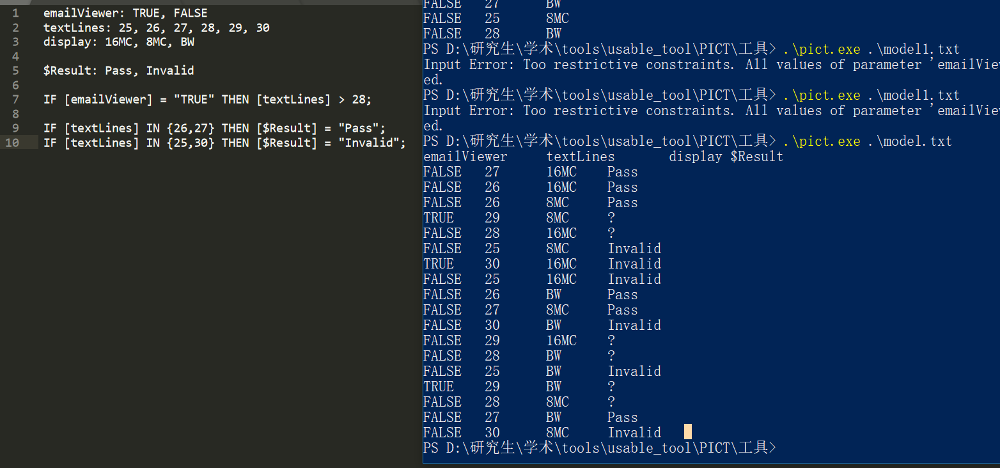 1 emailViewer: TRUE, FALSE
2 textLines: 25, 26, 27, 28, 29, 30
3 display: 16MC, 8MC, BW
4
5 $Result: Pass, Invalid
6
7 IF [emailViewer] = "TRUE" THEN [textLines] > 28;
8
9 IF [textLines] IN {26,27} THEN [$Result] = "Pass";
10 IF [textLines] IN {25,30} THEN [$Result] = "Invalid";
FALSE 27 BW
FALSE 25 8MC
FALSE 28 BW
PS D:\研究生\学术\tools\usable_tool\PICT\工具> .\pict.exe .\model1.txt
Input Error: Too restrictive constraints. All values of parameter 'emailVie
ed.
PS D:\研究生\学术\tools\usable_tool\PICT\工具> .\pict.exe .\model1.txt
Input Error: Too restrictive constraints. All values of parameter 'emailVie
ed.
PS D:\研究生\学术\tools\usable_tool\PICT\工具> .\pict.exe .\model.txt
emailViewer textLines display $Result
FALSE 27 16MC Pass
FALSE 26 16MC Pass
FALSE 26 8MC Pass
TRUE 29 8MC ?
FALSE 28 16MC ?
FALSE 25 8MC Invalid
TRUE 30 16MC Invalid
FALSE 25 16MC Invalid
FALSE 26 BW Pass
FALSE 27 8MC Pass
FALSE 30 BW Invalid
FALSE 29 16MC ?
FALSE 28 BW ?
FALSE 25 BW Invalid
TRUE 29 BW ?
FALSE 28 8MC ?
FALSE 27 BW Pass
FALSE 30 8MC Invalid
PS D:\研究生\学术\tools\usable_tool\PICT\工具>